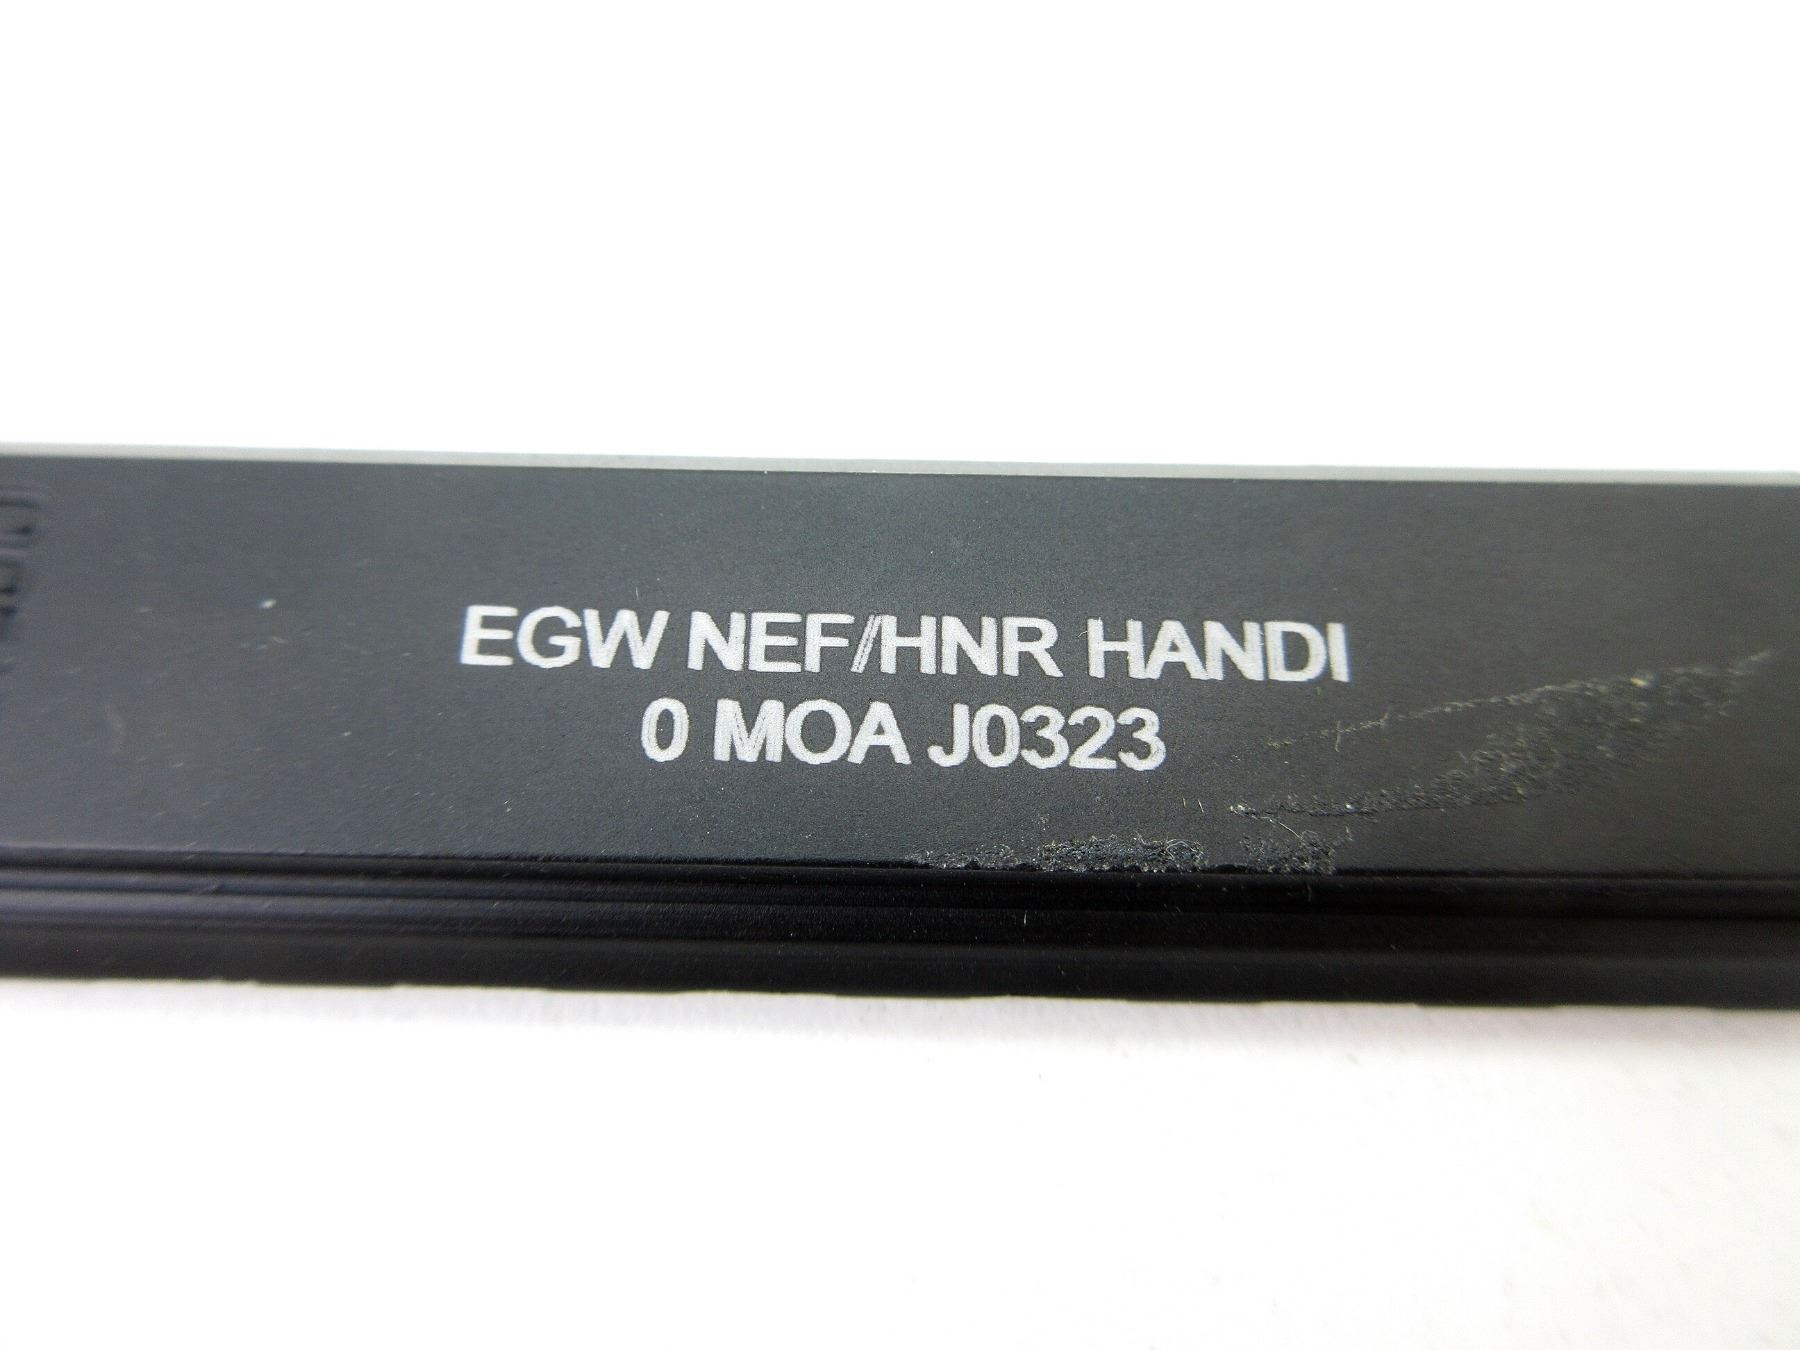 EGW NEF/HNR HANDI
0 MOA J0323